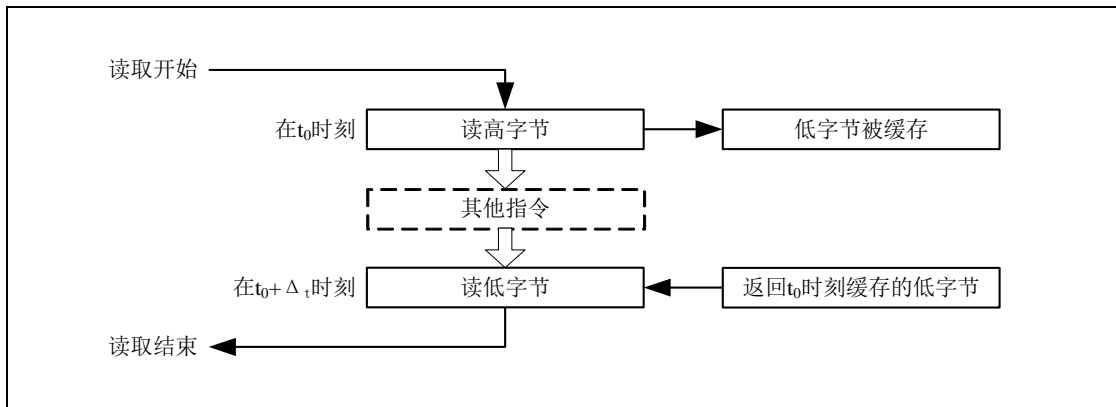 读取开始
在t₀时刻
读高字节
低字节被缓存
其他指令
在t₀+Δₜ时刻
读低字节
返回t₀时刻缓存的低字节
读取结束